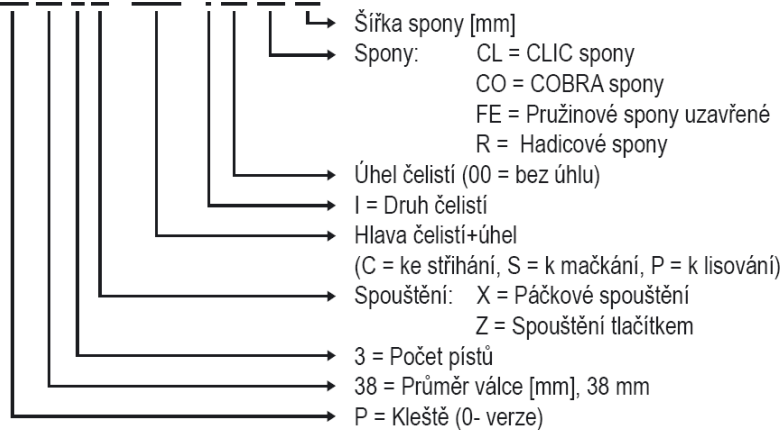 Šířka spony [mm]
Spony: CL = CLIC spony
CO = COBRA spony
FE = Pružinové spony uzavřené
R = Hadicové spony
Úhel čelistí (00 = bez úhlu)
I = Druh čelistí
Hlava čelistí+úhel
(C = ke střihání, S = k mačkání, P = k lisování)
Spouštění: X = Páčkové spouštění
Z = Spouštění tlačítkem
3 = Počet pístů
38 = Průměr válce [mm], 38 mm
P = Kleště (0- verze)